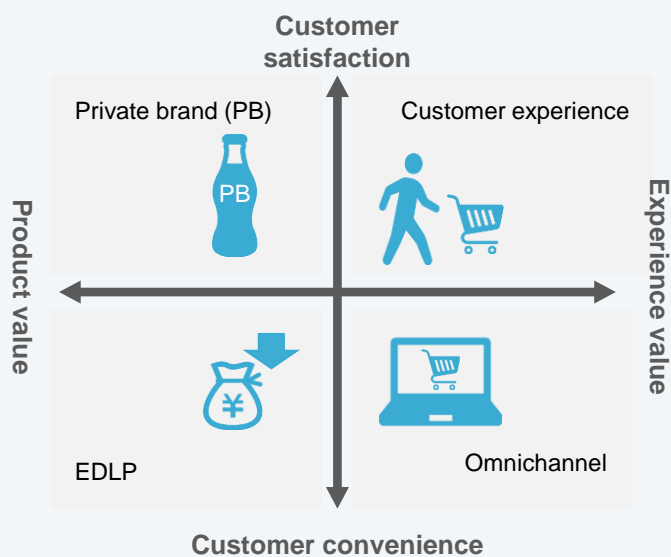 Customer
satisfaction
Private brand (PB)
Customer experience
PB
Product value
Experience value
¥
EDLP
Omnichannel
Customer convenience